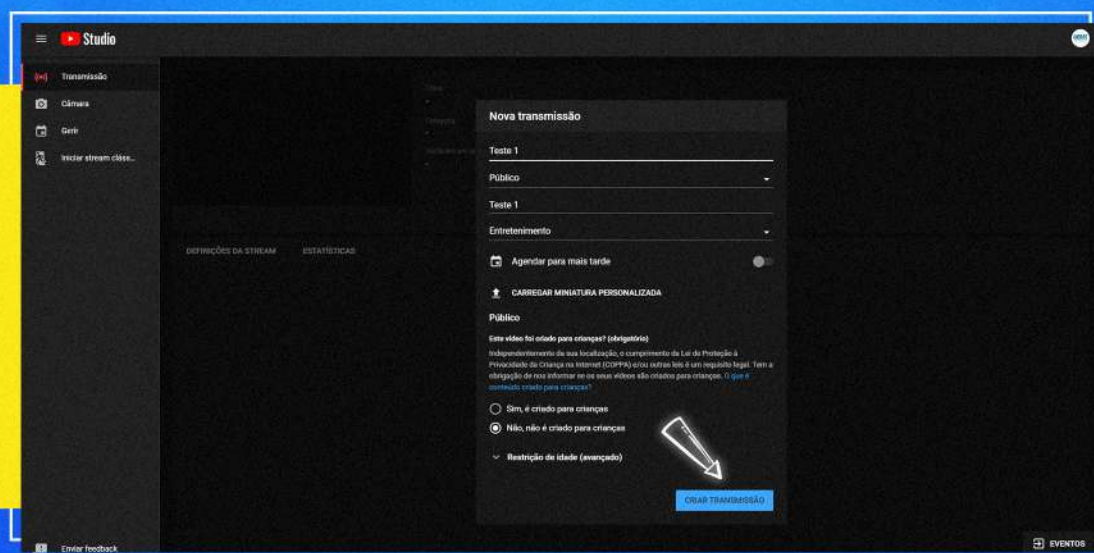 Studio
Transmissão
Câmara
Gerir
Iniciar stream cláss...
DEFINIÇÕES DA STREAM
ESTATÍSTICAS
Nova transmissão
Teste 1
Público
Teste 1
Entretenimento
Agendar para mais tarde
CARREGAR MINIATURA PERSONALIZADA
Público
Este vídeo foi criado para crianças? (obrigatório)
Independentemente da sua localização, o cumprimento da Lei da Proteção à
Privacidade da Criança na Internet (COPPA) e/ou outras leis é um requisito legal. Tem a
obrigação de nos informar se os seus vídeos são criados para crianças. O que é
conteúdo criado para crianças?
Sim, é criado para crianças
Não, não é criado para crianças
Restrição de idade (avançado)
CRIAR TRANSMISSÃO
Enviar feedback
EVENTOS